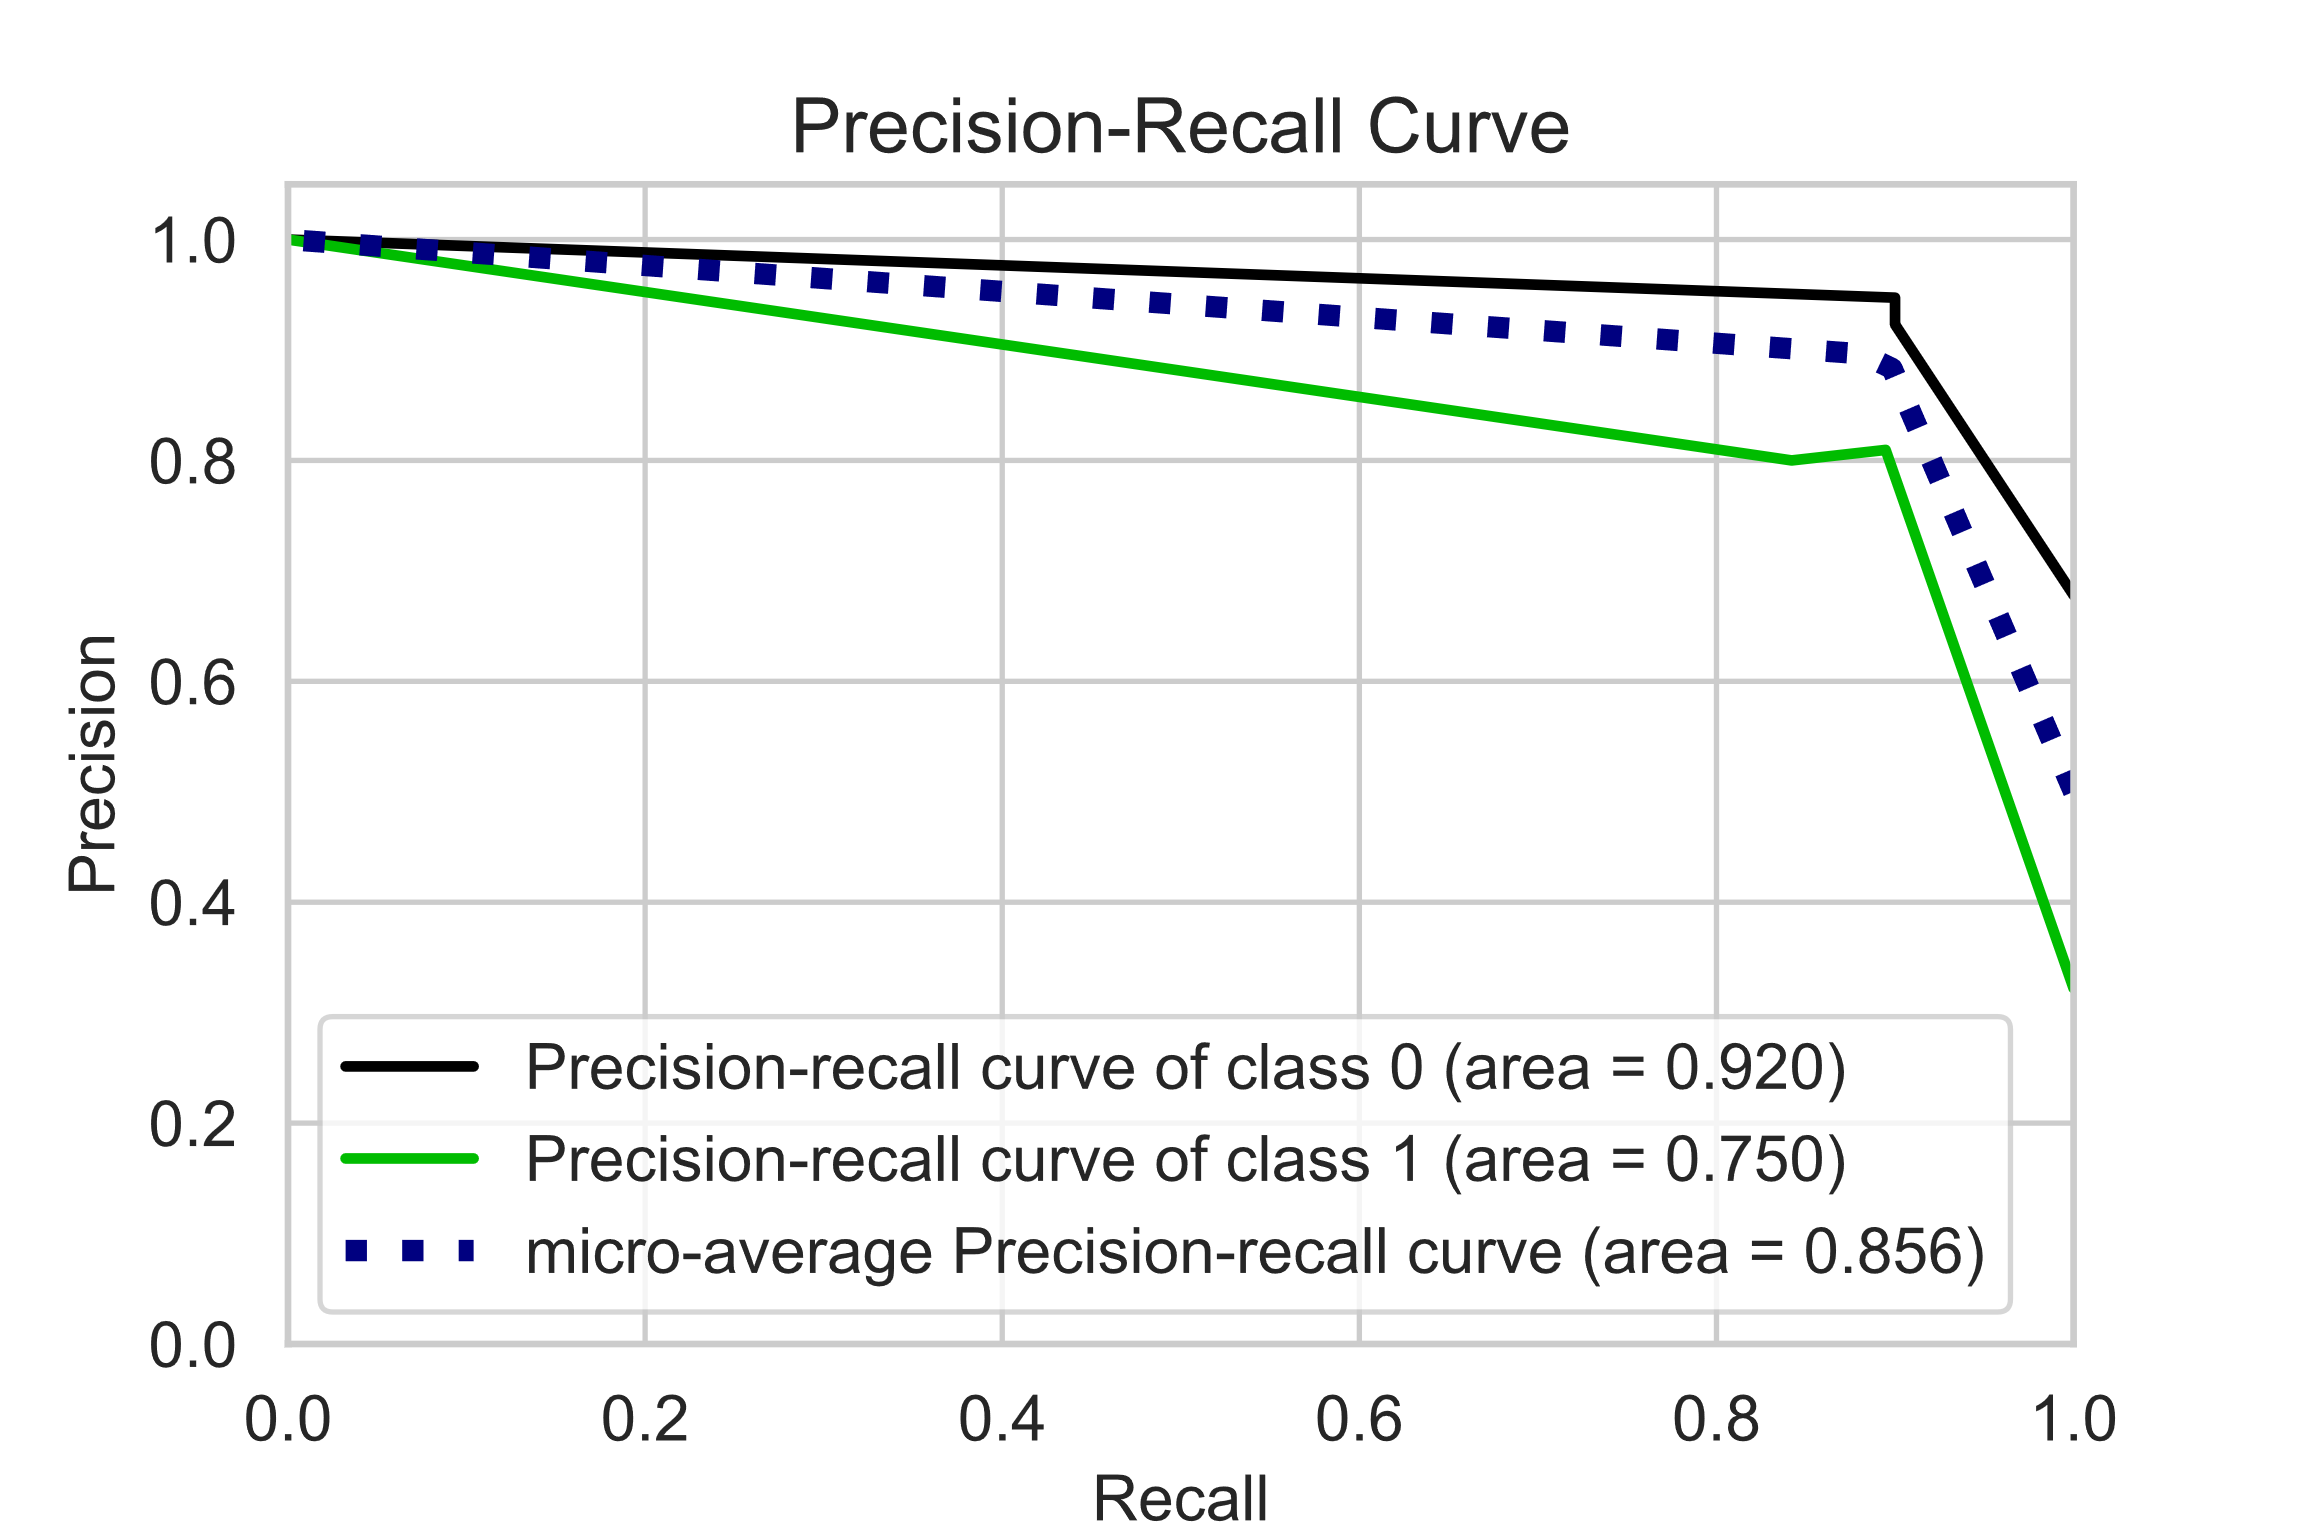 Precision-Recall Curve
1.0
0.8
0.6
0.4
0.2
0.0
Precision
Precision-recall curve of class 0 (area = 0.920)
Precision-recall curve of class 1 (area = 0.750)
micro-average Precision-recall curve (area = 0.856)
0.0 0.2 0.4 0.6 0.8 1.0
Recall